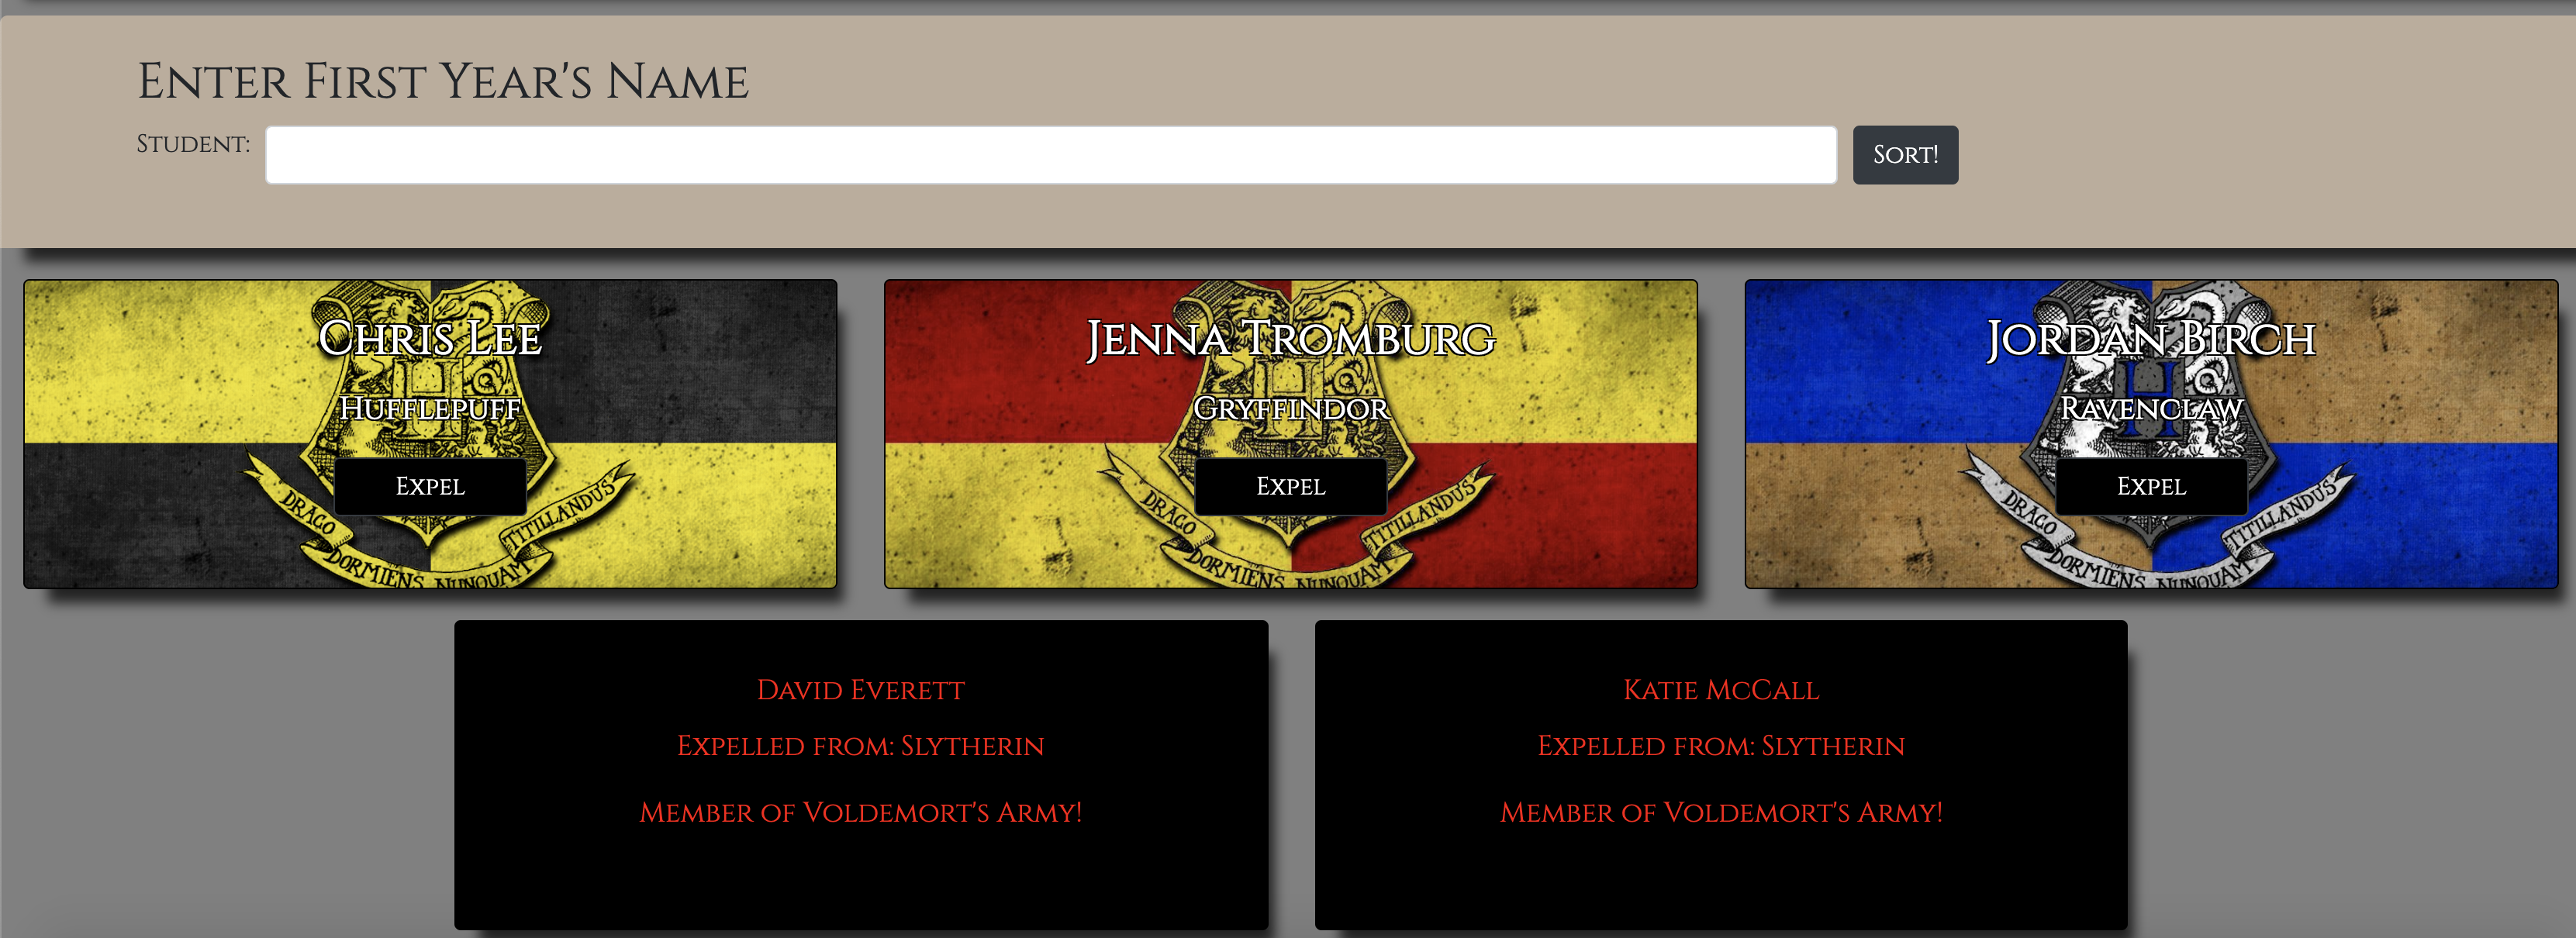 Enter First Year's Name
Student:
Sort!
Chris Lee
Hufflepuff
Expel
DRACO DORMIENS NUNQUAM TITILLANDUS
Jenna Tromburg
Gryffindor
Expel
DRACO DORMIENS NUNQUAM TITILLANDUS
Jordan Birch
Ravenclaw
Expel
DRACO DORMIENS NUNQUAM TITILLANDUS
David Everett
Expelled from: Slytherin
Member of Voldemort's Army!
Katie McCall
Expelled from: Slytherin
Member of Voldemort's Army!